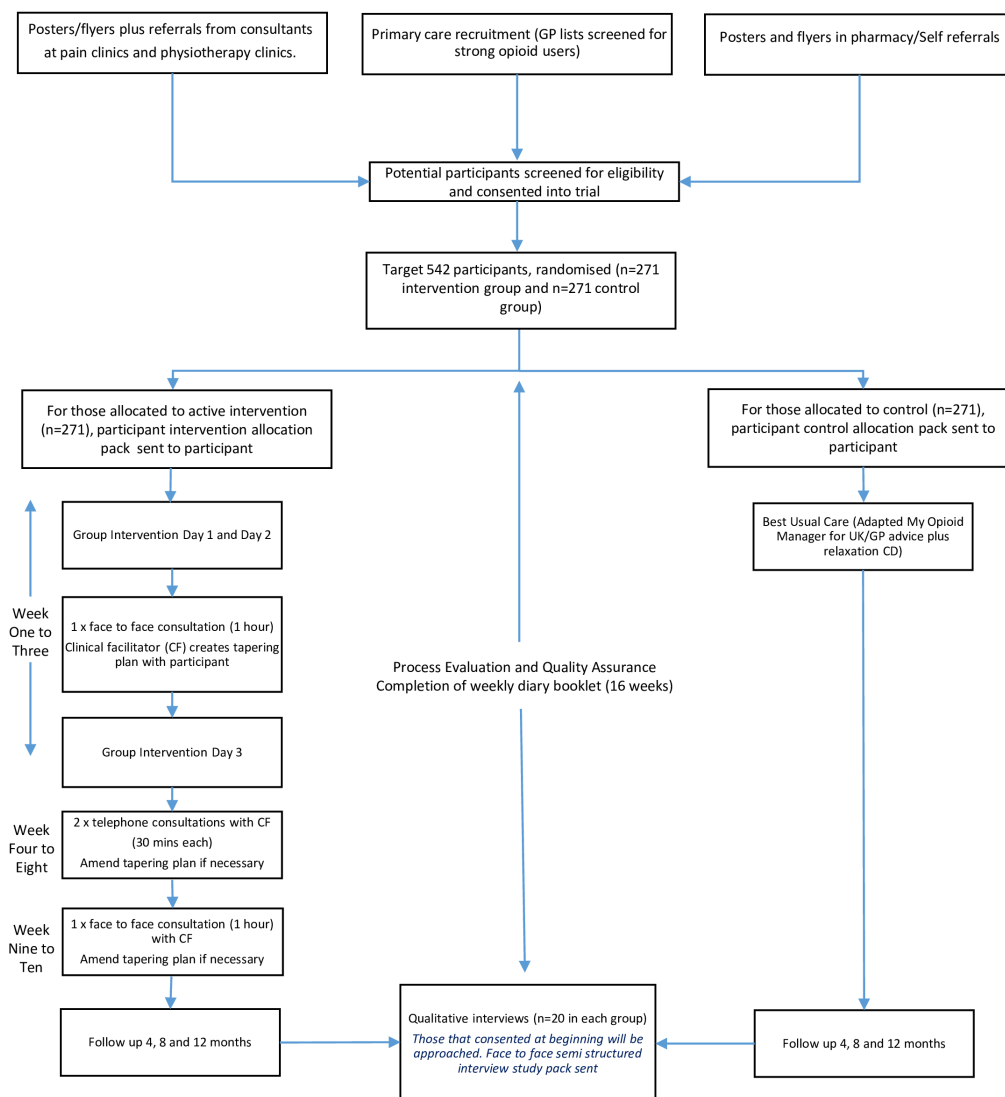 Posters/flyers plus referrals from consultants
at pain clinics and physiotherapy clinics.
Primary care recruitment (GP lists screened for
strong opioid users)
Posters and flyers in pharmacy/Self referrals
Potential participants screened for eligibility
and consented into trial
Target 542 participants, randomised (n=271
intervention group and n=271 control
group)
For those allocated to active intervention
(n=271), participant intervention allocation
pack sent to participant
For those allocated to control (n=271),
participant control allocation pack sent to
participant
Group Intervention Day 1 and Day 2
Best Usual Care (Adapted My Opioid
Manager for UK/GP advice plus
relaxation CD)
Week
One to
Three
1 x face to face consultation (1 hour)
Clinical facilitator (CF) creates tapering
plan with participant
Process Evaluation and Quality Assurance
Completion of weekly diary booklet (16 weeks)
Group Intervention Day 3
Week
Four to
Eight
2 x telephone consultations with CF
(30 mins each)
Amend tapering plan if necessary
Week
Nine to
Ten
1 x face to face consultation (1 hour)
with CF
Amend tapering plan if necessary
Follow up 4, 8 and 12 months
Qualitative interviews (n=20 in each group)
Those that consented at beginning will be
approached. Face to face semi structured
interview study pack sent
Follow up 4, 8 and 12 months